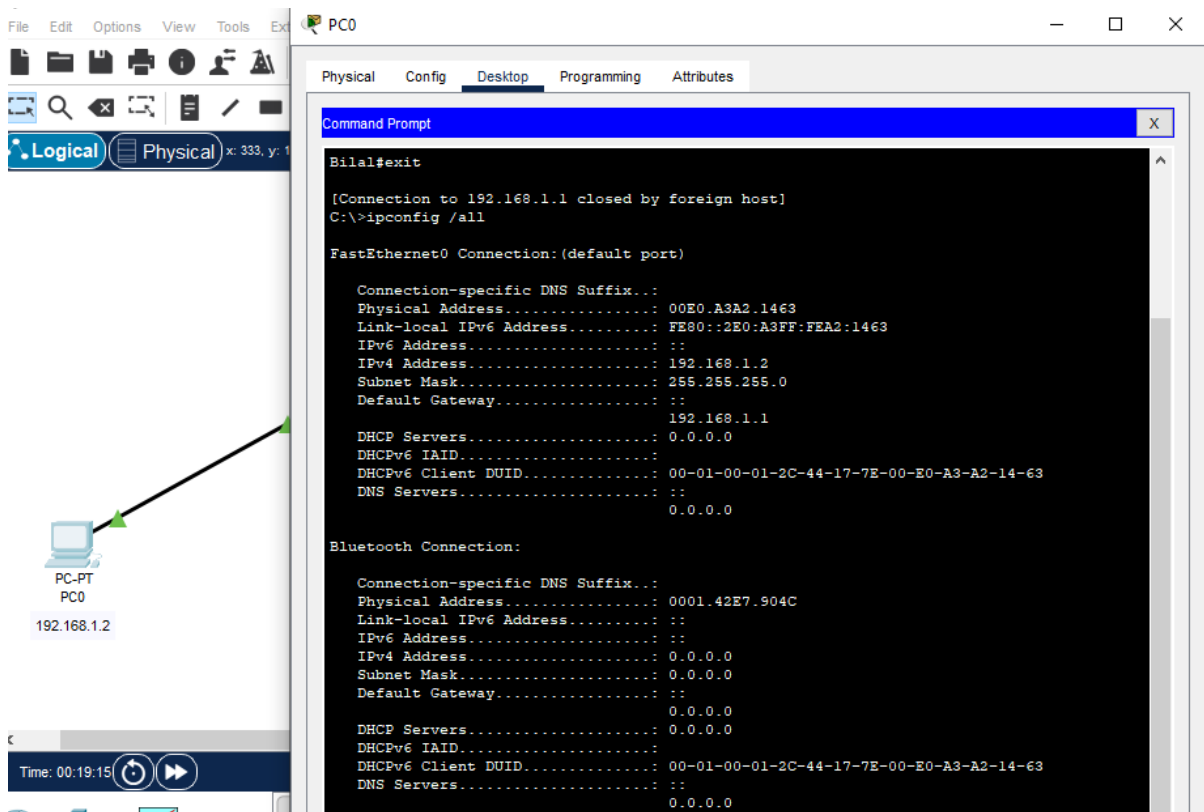 File Edit Options View Tools Ext
PC0
Physical Config Desktop Programming Attributes
Command Prompt X
Logical Physical x: 333, y: 1
Bilal#exit
[Connection to 192.168.1.1 closed by foreign host]
C:\>ipconfig /all
FastEthernet0 Connection:(default port)
Connection-specific DNS Suffix..:
Physical Address................: 00E0.A3A2.1463
Link-local IPv6 Address.........: FE80::2E0:A3FF:FEA2:1463
IPv6 Address....................: ::
IPv4 Address....................: 192.168.1.2
Subnet Mask.....................: 255.255.255.0
Default Gateway.................: ::
192.168.1.1
DHCP Servers....................: 0.0.0.0
DHCPv6 IAID.....................:
DHCPv6 Client DUID..............: 00-01-00-01-2C-44-17-7E-00-E0-A3-A2-14-63
DNS Servers.....................: ::
0.0.0.0
Bluetooth Connection:
Connection-specific DNS Suffix..:
Physical Address................: 0001.42E7.904C
Link-local IPv6 Address.........: ::
IPv6 Address....................: ::
IPv4 Address....................: 0.0.0.0
Subnet Mask.....................: 0.0.0.0
Default Gateway.................: ::
0.0.0.0
DHCP Servers....................: 0.0.0.0
DHCPv6 IAID.....................:
DHCPv6 Client DUID..............: 00-01-00-01-2C-44-17-7E-00-E0-A3-A2-14-63
DNS Servers.....................: ::
0.0.0.0
PC-PT
PC0
192.168.1.2
Time: 00:19:15